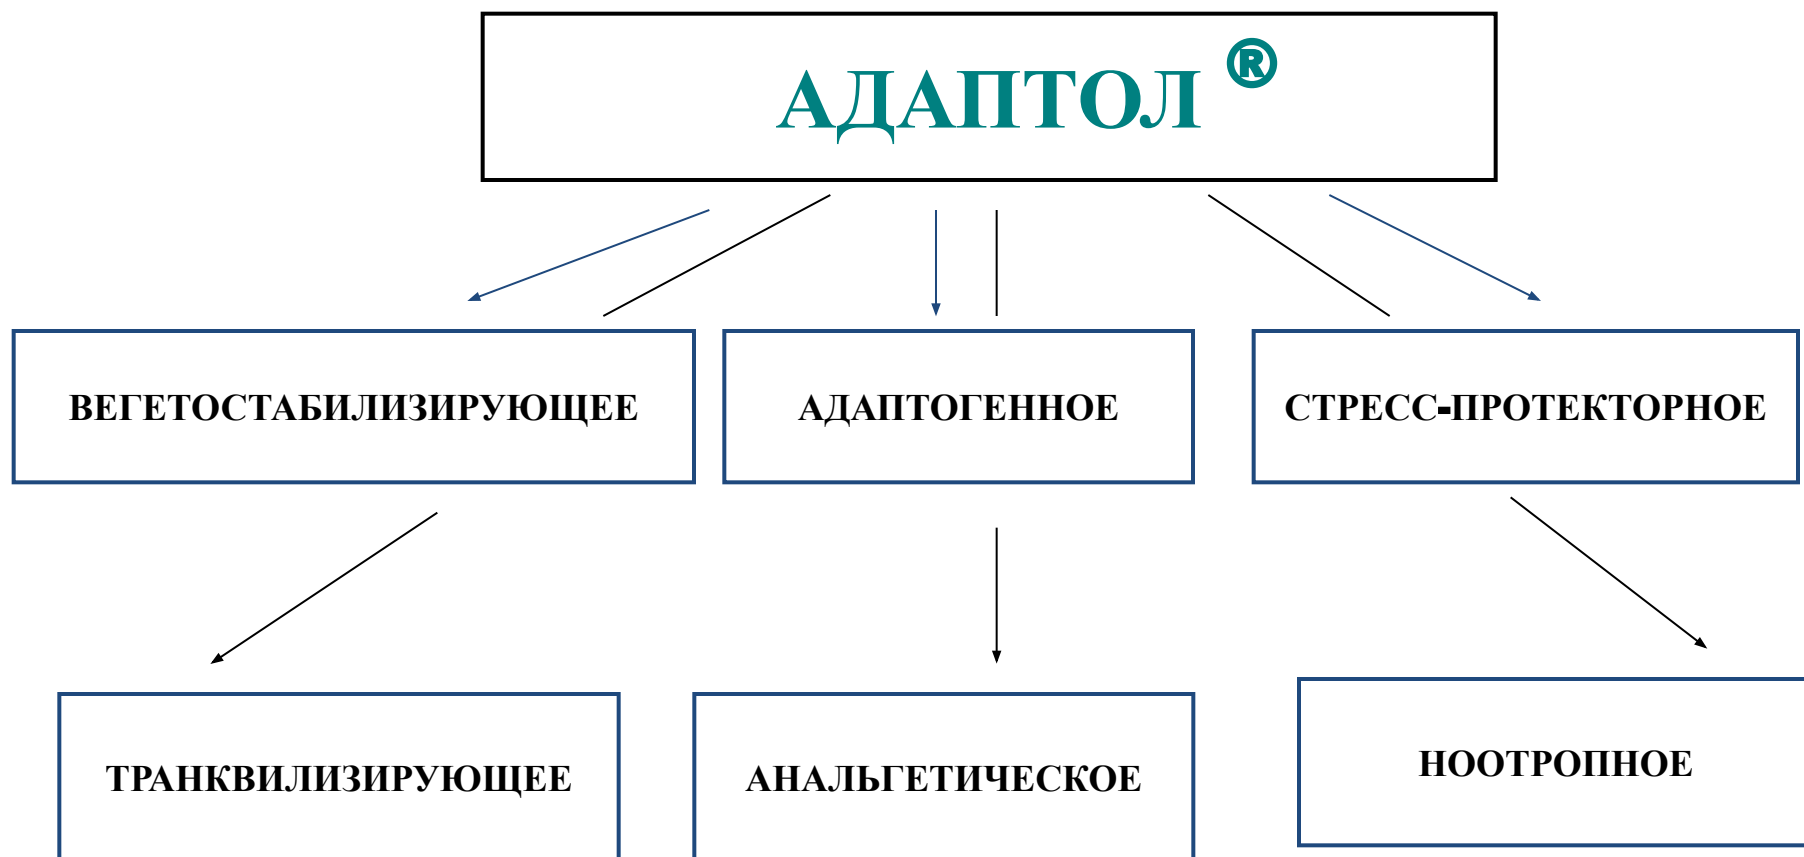 АДАПТОЛ ®
ВЕГЕТОСТАБИЛИЗИРУЮЩЕЕ
АДАПТОГЕННОЕ
СТРЕСС-ПРОТЕКТОРНОЕ
ТРАНКВИЛИЗИРУЮЩЕЕ
АНАЛЬГЕТИЧЕСКОЕ
НООТРОПНОЕ